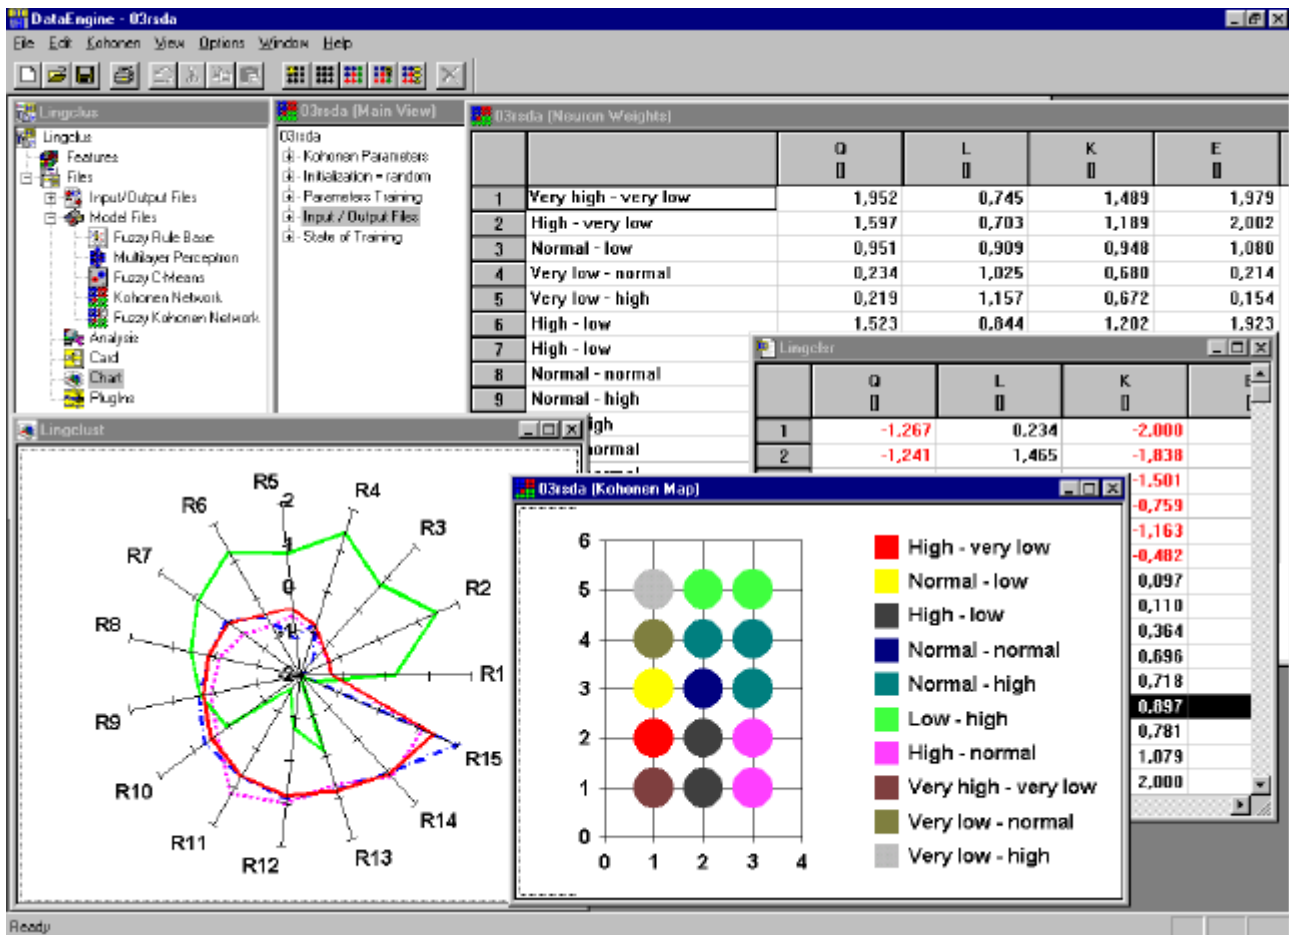 DataEngine - 03rsda
File Edit Kohonen View Options Window Help
Lingclus
Lingclus
Features
Files
Input/Output Files
Model Files
Fuzzy Rule Base
Multilayer Perceptron
Fuzzy C-Means
Kohonen Network
Fuzzy Kohonen Network
Analysis
Card
Chart
PlugIns
03rsda (Main View)
03rsda
Kohonen Parameters
Initialization = random
Parameters Training
Input / Output Files
State of Training
03rsda (Neuron Weights)
Q L K E
[] [] [] []
1 Very high - very low 1,952 0,745 1,489 1,979
2 High - very low 1,597 0,703 1,189 2,002
3 Normal - low 0,951 0,909 0,948 1,080
4 Very low - normal 0,234 1,025 0,680 0,214
5 Very low - high 0,219 1,157 0,672 0,154
6 High - low 1,523 0,844 1,202 1,923
7 High - low
8 Normal - normal
9 Normal - high
igh
ormal
Lingclsr
Q L K E
[] [] [] [
1 -1,267 0,234 -2,000
2 -1,241 1,465 -1,838
-1,501
-0,759
-1,163
-0,482
0,097
0,110
0,364
0,696
0,718
0,897
0,781
1,079
2,000
Lingclust
R5
R4
R6
R3
R7
R2
R8
R1
R9
R15
R10
R14
R11
R13
R12
2
1
0
-1
-2
03rsda (Kohonen Map)
6
5
4
3
2
1
0
0 1 2 3 4
High - very low
Normal - low
High - low
Normal - normal
Normal - high
Low - high
High - normal
Very high - very low
Very low - normal
Very low - high
Ready